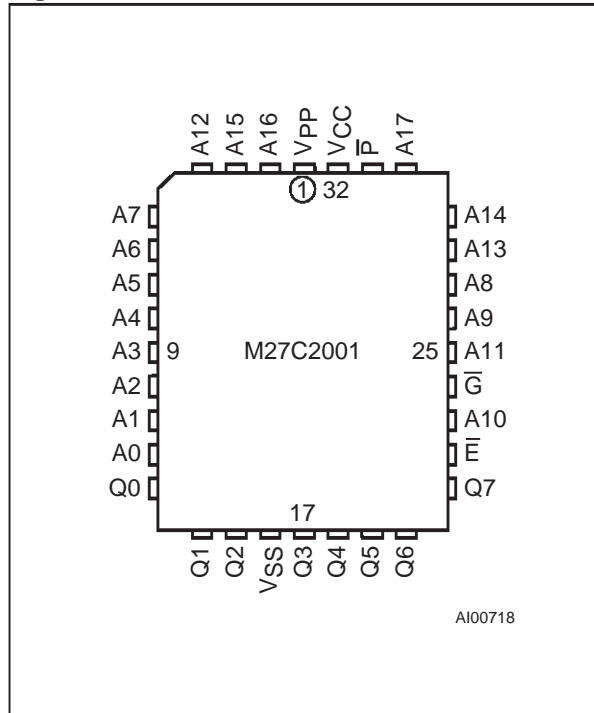 A12 A15 A16 VPP VCC P̅ A17
1 32
A7 A14
A6 A13
A5 A8
A4 A9
A3 9 M27C2001 25 A11
A2 G̅
A1 A10
A0 E̅
Q0 Q7
17
Q1 Q2 VSS Q3 Q4 Q5 Q6
AI00718